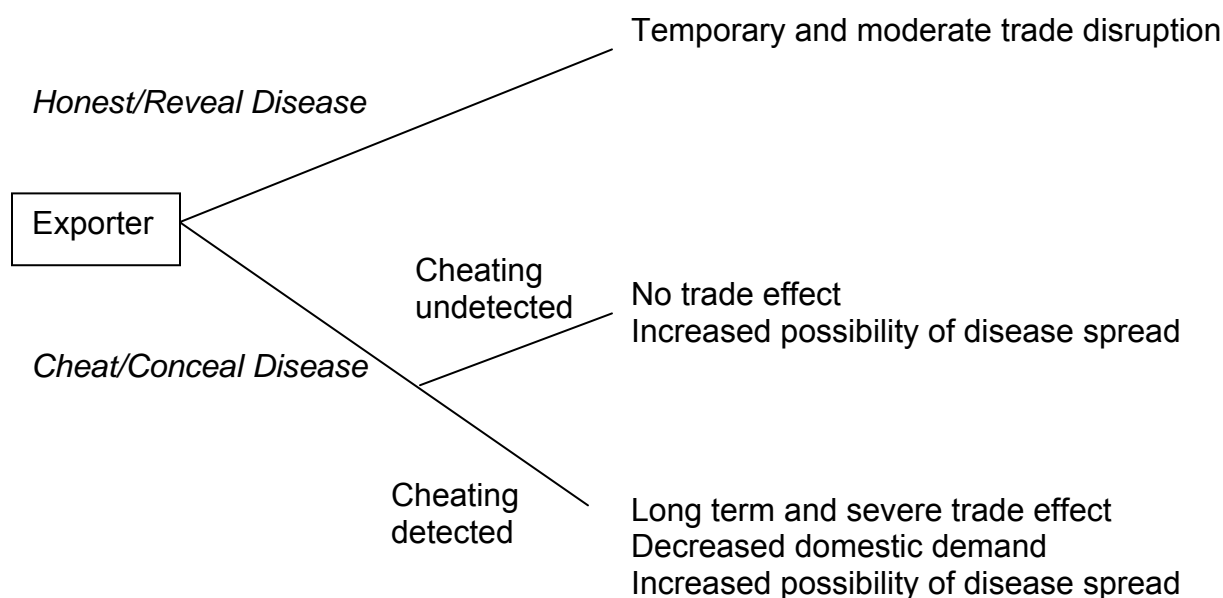 Temporary and moderate trade disruption
Honest/Reveal Disease
Exporter
Cheating
undetected
No trade effect
Increased possibility of disease spread
Cheat/Conceal Disease
Cheating
detected
Long term and severe trade effect
Decreased domestic demand
Increased possibility of disease spread